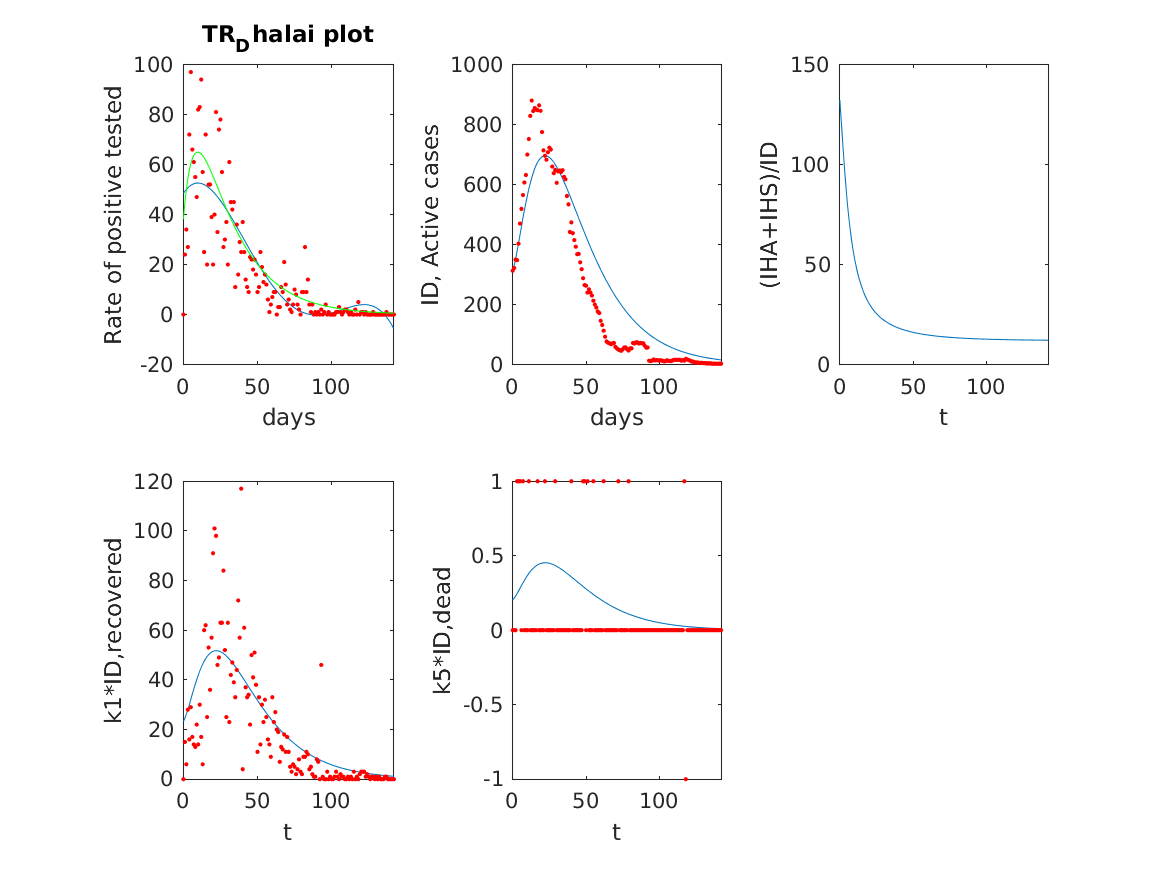 TR_D halai plot
100
80
60
40
20
0
-20
0 50 100
Rate of positive tested
days
1000
800
600
400
200
0
0 50 100
ID, Active cases
days
150
100
50
0
0 50 100
(IHA+IHS)/ID
t
120
100
80
60
40
20
0
0 50 100
k1*ID,recovered
t
1
0.5
0
-0.5
-1
0 50 100
k5*ID,dead
t